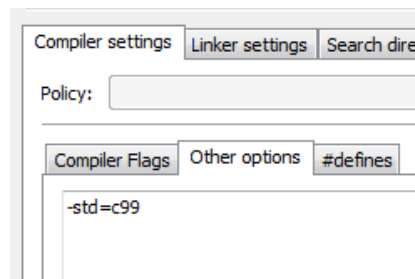 Compiler settings Linker settings Search dire
Policy:
Compiler Flags Other options #defines
-std=c99